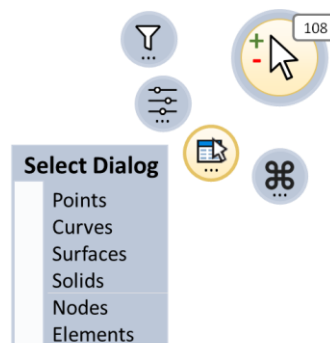 108
Select Dialog
Points
Curves
Surfaces
Solids
Nodes
Elements